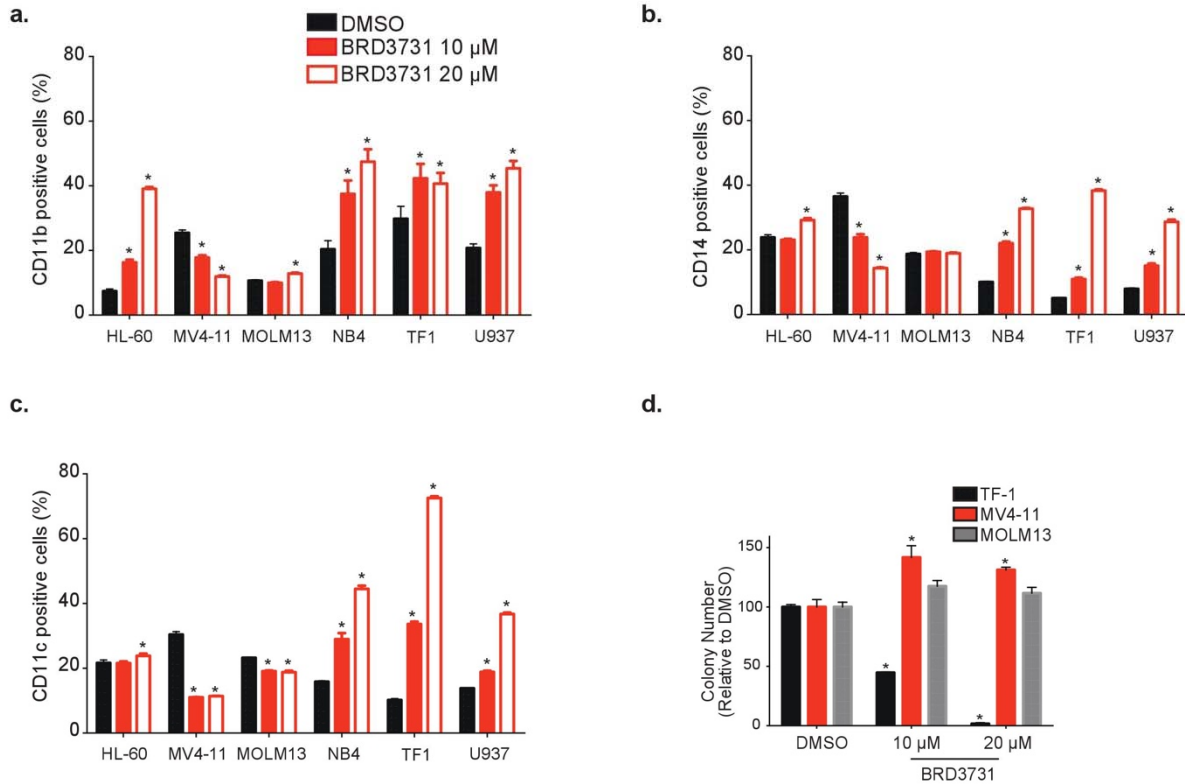 a.
DMSO
BRD3731 10 µM
BRD3731 20 µM
CD11b positive cells (%)
80
60
40
20
0
* * * * * * * * * * *
HL-60 MV4-11 MOLM13 NB4 TF1 U937
b.
CD14 positive cells (%)
80
60
40
20
0
* * * * * * * * *
HL-60 MV4-11 MOLM13 NB4 TF1 U937
c.
CD11c positive cells (%)
80
60
40
20
0
* * * * * * * * * * *
HL-60 MV4-11 MOLM13 NB4 TF1 U937
d.
TF-1
MV4-11
MOLM13
Colony Number
(Relative to DMSO)
150
100
50
0
* * * *
DMSO 10 µM 20 µM
BRD3731